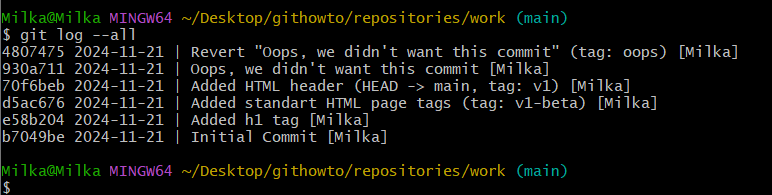 Milka@Milka MINGW64 ~/Desktop/githowto/repositories/work (main)
$ git log --all
4807475 2024-11-21 | Revert "Oops, we didn't want this commit" (tag: oops) [Milka]
930a711 2024-11-21 | Oops, we didn't want this commit [Milka]
70f6beb 2024-11-21 | Added HTML header (HEAD -> main, tag: v1) [Milka]
d5ac676 2024-11-21 | Added standart HTML page tags (tag: v1-beta) [Milka]
e58b204 2024-11-21 | Added h1 tag [Milka]
b7049be 2024-11-21 | Initial Commit [Milka]
Milka@Milka MINGW64 ~/Desktop/githowto/repositories/work (main)
$